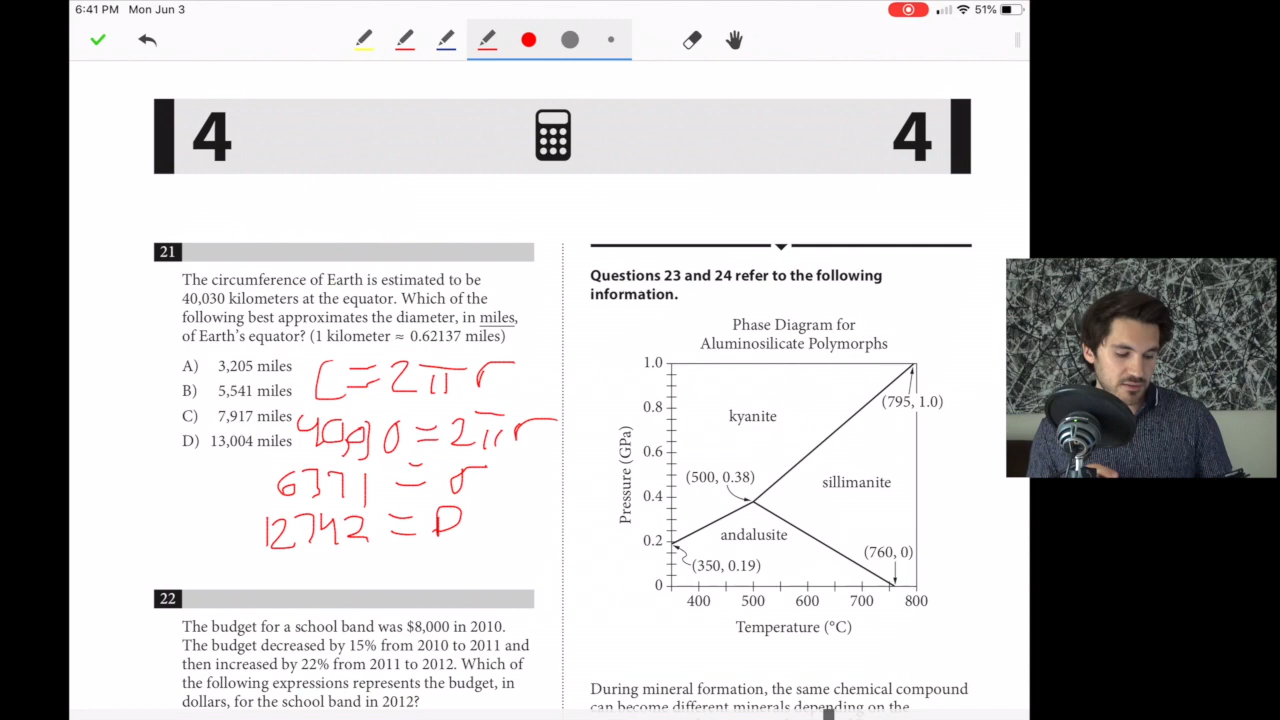 6:41 PM Mon Jun 3
51%
4
4
21
The circumference of Earth is estimated to be
40,030 kilometers at the equator. Which of the
following best approximates the diameter, in miles,
of Earth's equator? (1 kilometer ≈ 0.62137 miles)
A) 3,205 miles
B) 5,541 miles
C) 7,917 miles
D) 13,004 miles
C = 2πr
40030 = 2πr
6371 = r
12742 = D
22
The budget for a school band was $8,000 in 2010.
The budget decreased by 15% from 2010 to 2011 and
then increased by 22% from 2011 to 2012. Which of
the following expressions represents the budget, in
dollars, for the school band in 2012?
Questions 23 and 24 refer to the following
information.
Phase Diagram for
Aluminosilicate Polymorphs
Pressure (GPa)
1.0
0.8
0.6
0.4
0.2
0
(795, 1.0)
kyanite
(500, 0.38)
sillimanite
andalusite
(760, 0)
(350, 0.19)
400 500 600 700 800
Temperature (°C)
During mineral formation, the same chemical compound
can become different minerals depending on the